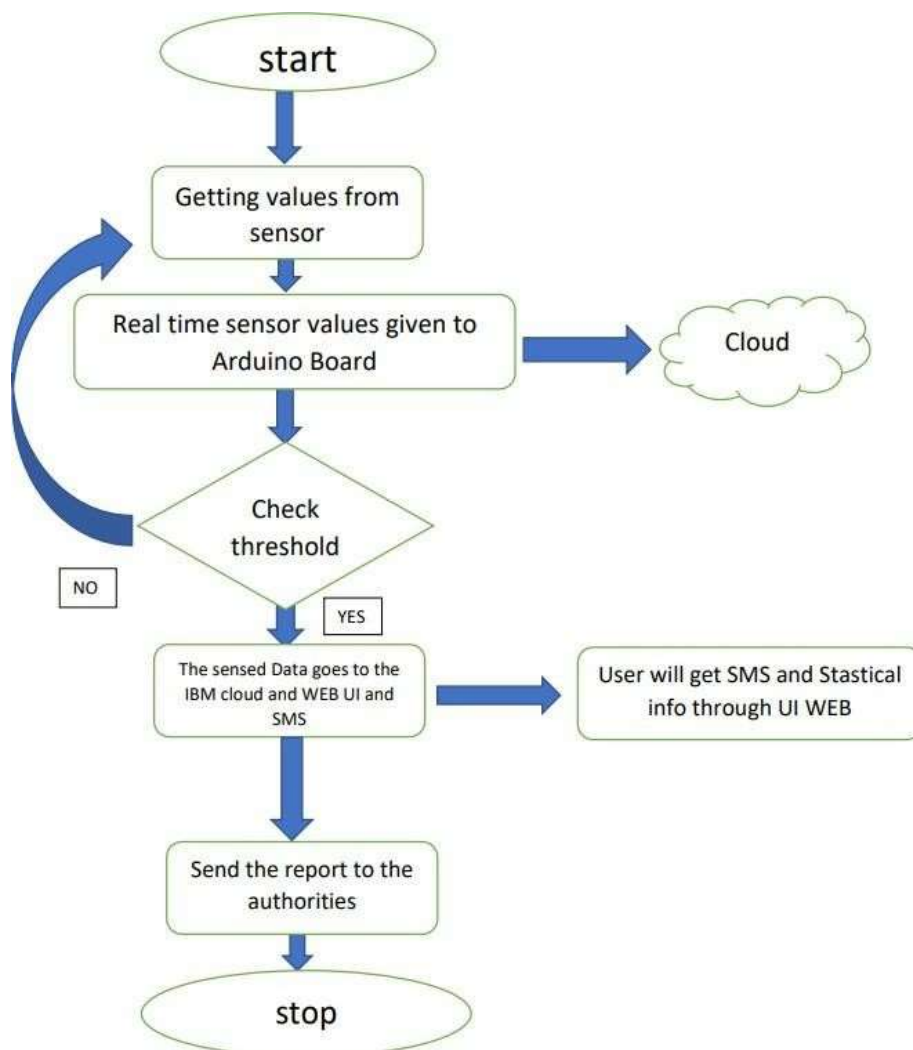 start
Getting values from
sensor
Real time sensor values given to
Arduino Board
Cloud
Check
threshold
NO
YES
The sensed Data goes to the
IBM cloud and WEB UI and
SMS
User will get SMS and Stastical
info through UI WEB
Send the report to the
authorities
stop